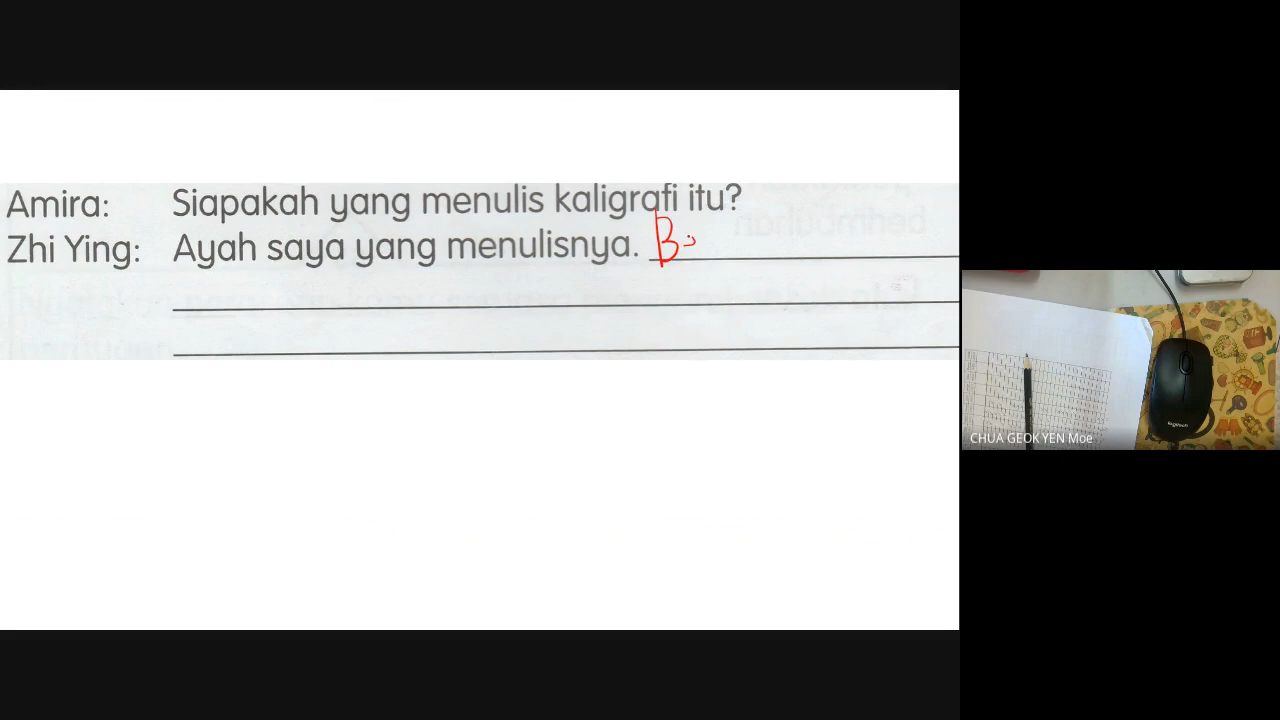 Amira: Siapakah yang menulis kaligrafi itu?
Zhi Ying: Ayah saya yang menulisnya. B
CHUA GEOK YEN Moe